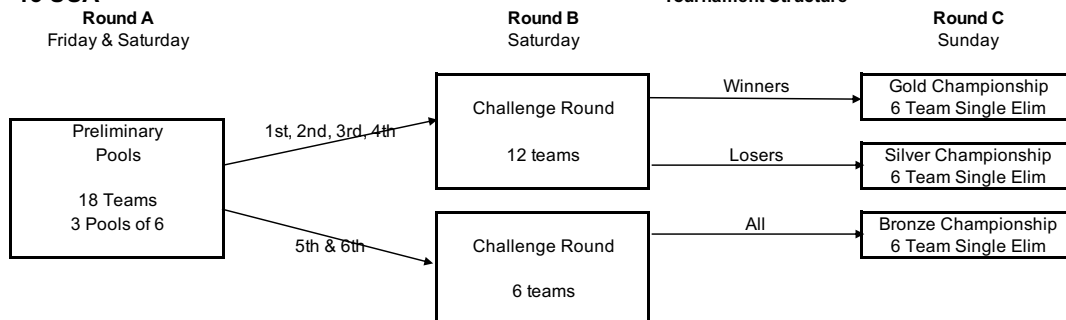 Round A
Friday & Saturday
Round B
Saturday
Round C
Sunday
Preliminary
Pools
18 Teams
3 Pools of 6
1st, 2nd, 3rd, 4th
5th & 6th
Challenge Round
12 teams
Challenge Round
6 teams
Winners
Losers
All
Gold Championship
6 Team Single Elim
Silver Championship
6 Team Single Elim
Bronze Championship
6 Team Single Elim